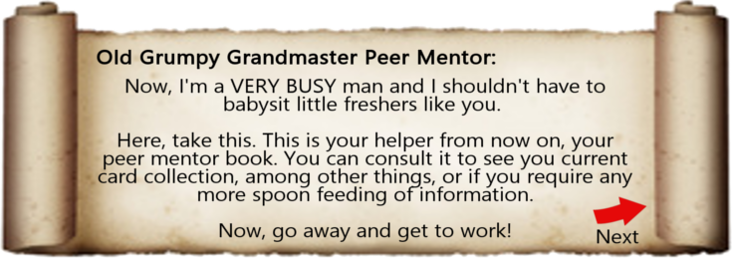 Old Grumpy Grandmaster Peer Mentor:
Now, I'm a VERY BUSY man and I shouldn't have to
babysit little freshers like you.
Here, take this. This is your helper from now on, your
peer mentor book. You can consult it to see you current
card collection, among other things, or if you require any
more spoon feeding of information.
Now, go away and get to work!
Next